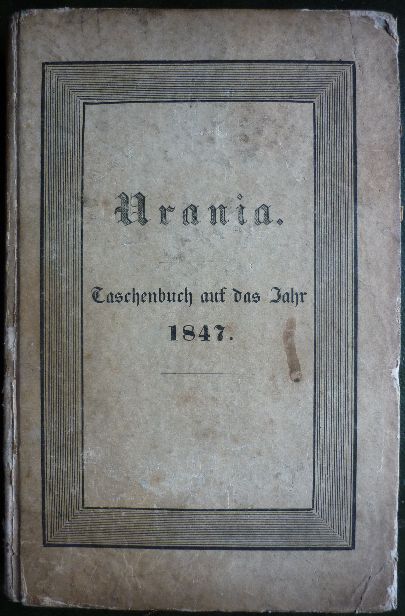 Urania.
Taschenbuch auf das Jahr
1847.